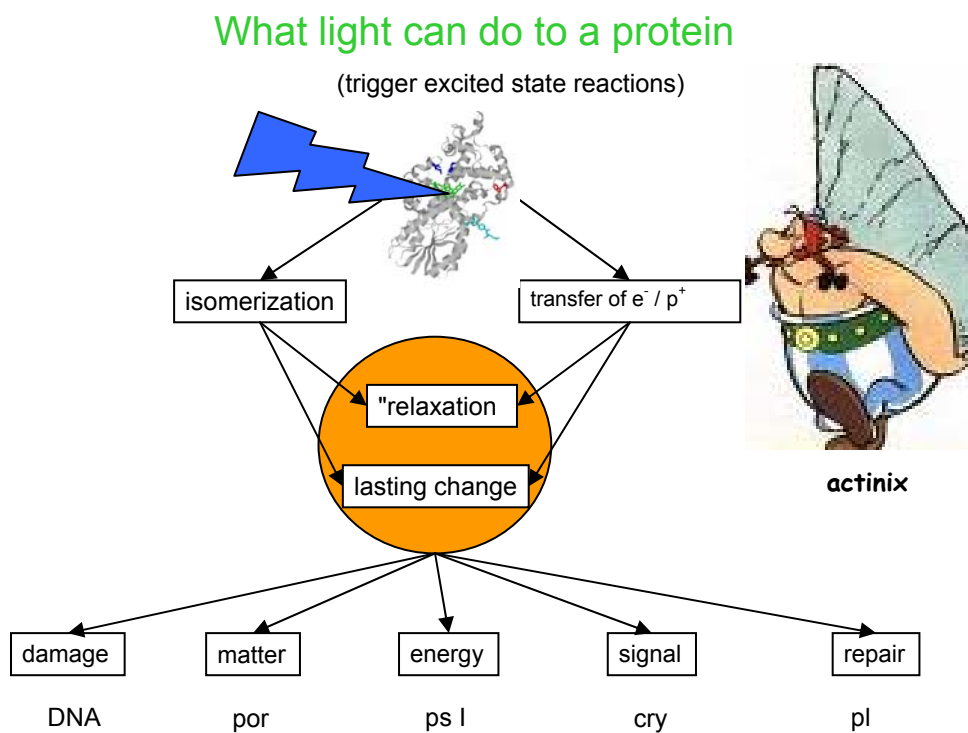 What light can do to a protein
(trigger excited state reactions)
isomerization
transfer of e⁻ / p⁺
"relaxation
lasting change
actinix
damage
matter
energy
signal
repair
DNA
por
ps I
cry
pl